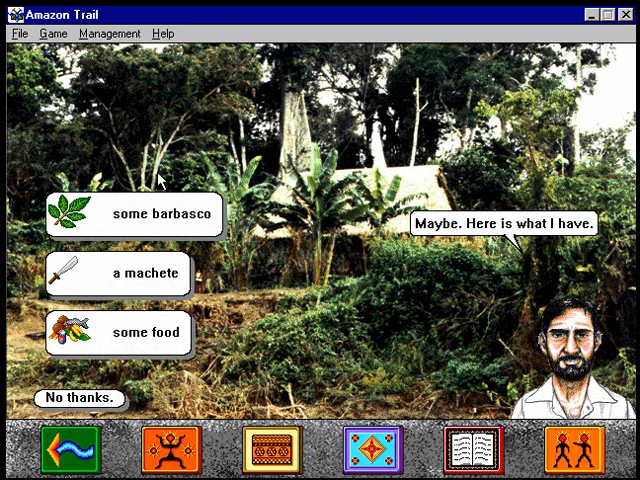 Amazon Trail
File Game Management Help
some barbasco
Maybe. Here is what I have.
a machete
some food
No thanks.